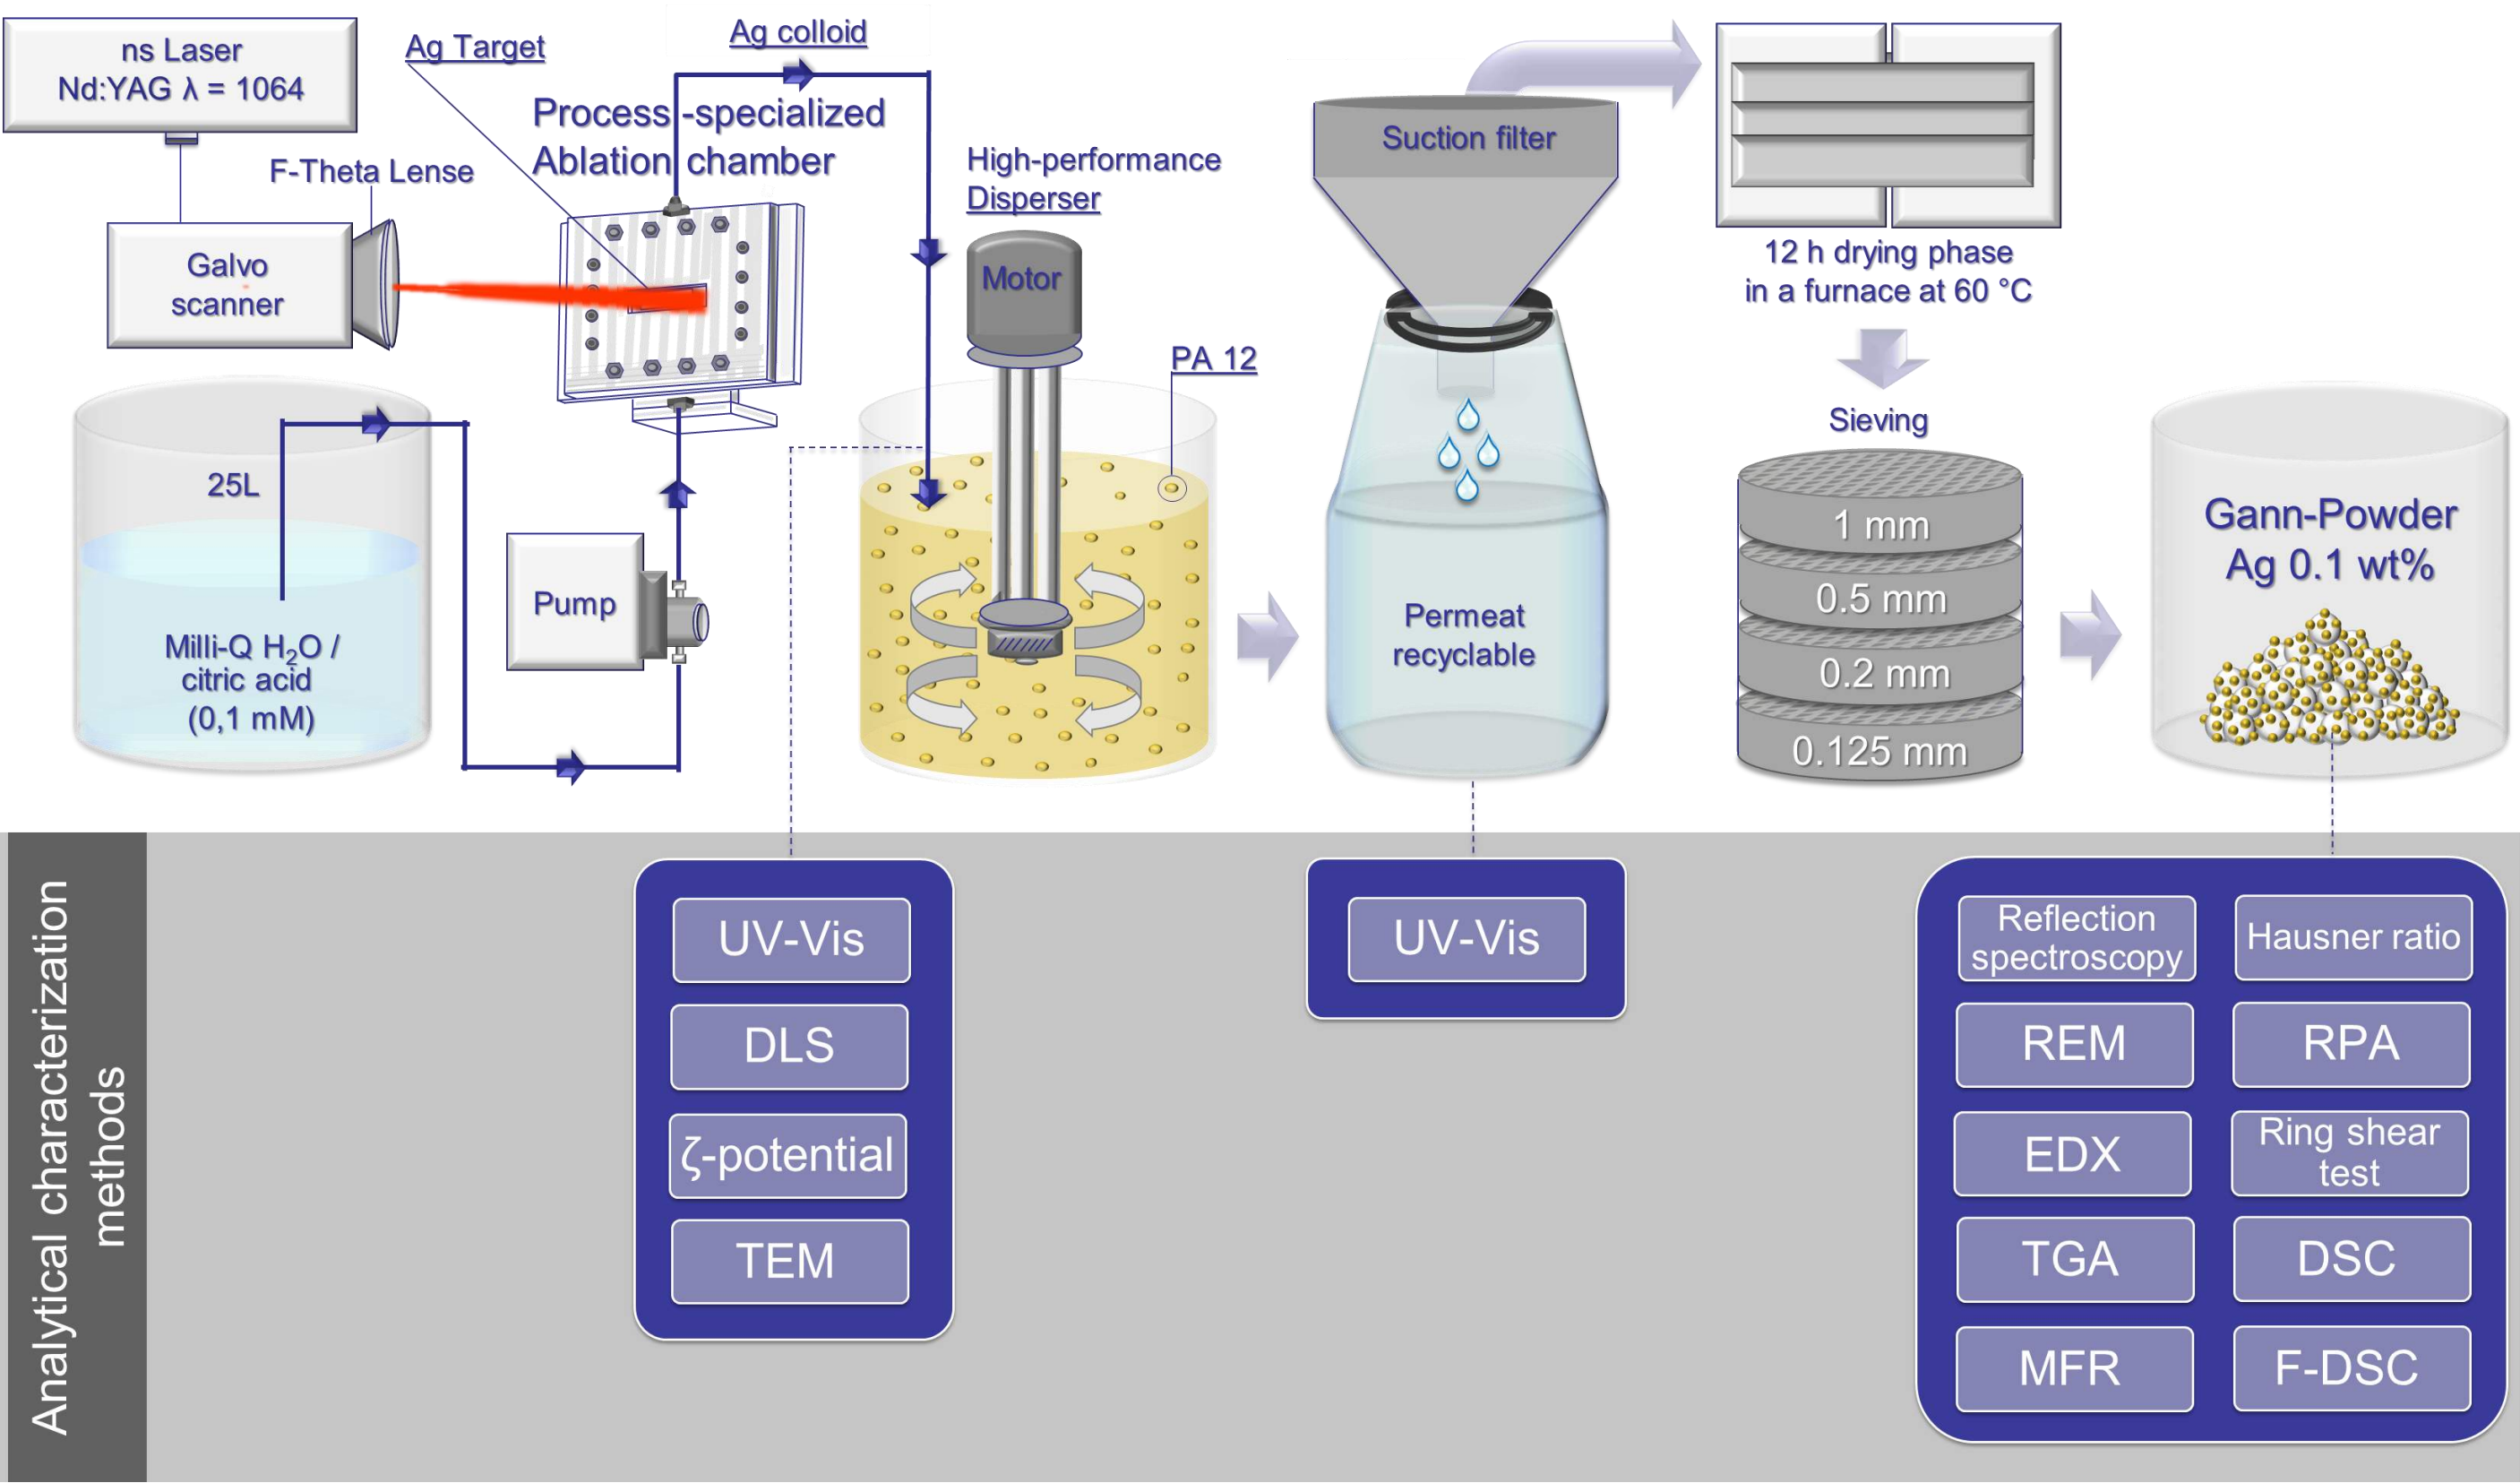 ns Laser
Nd:YAG λ = 1064
Ag Target
Ag colloid
Process-specialized
Ablation chamber
F-Theta Lense
Galvo
scanner
High-performance
Disperser
Motor
PA 12
25L
Milli-Q H₂O /
citric acid
(0,1 mM)
Pump
Suction filter
Permeat
recyclable
12 h drying phase
in a furnace at 60 °C
Sieving
1 mm
0.5 mm
0.2 mm
0.125 mm
Gann-Powder
Ag 0.1 wt%
Analytical characterization
methods
UV-Vis
DLS
ζ-potential
TEM
UV-Vis
Reflection
spectroscopy
Hausner ratio
REM
RPA
EDX
Ring shear
test
TGA
DSC
MFR
F-DSC